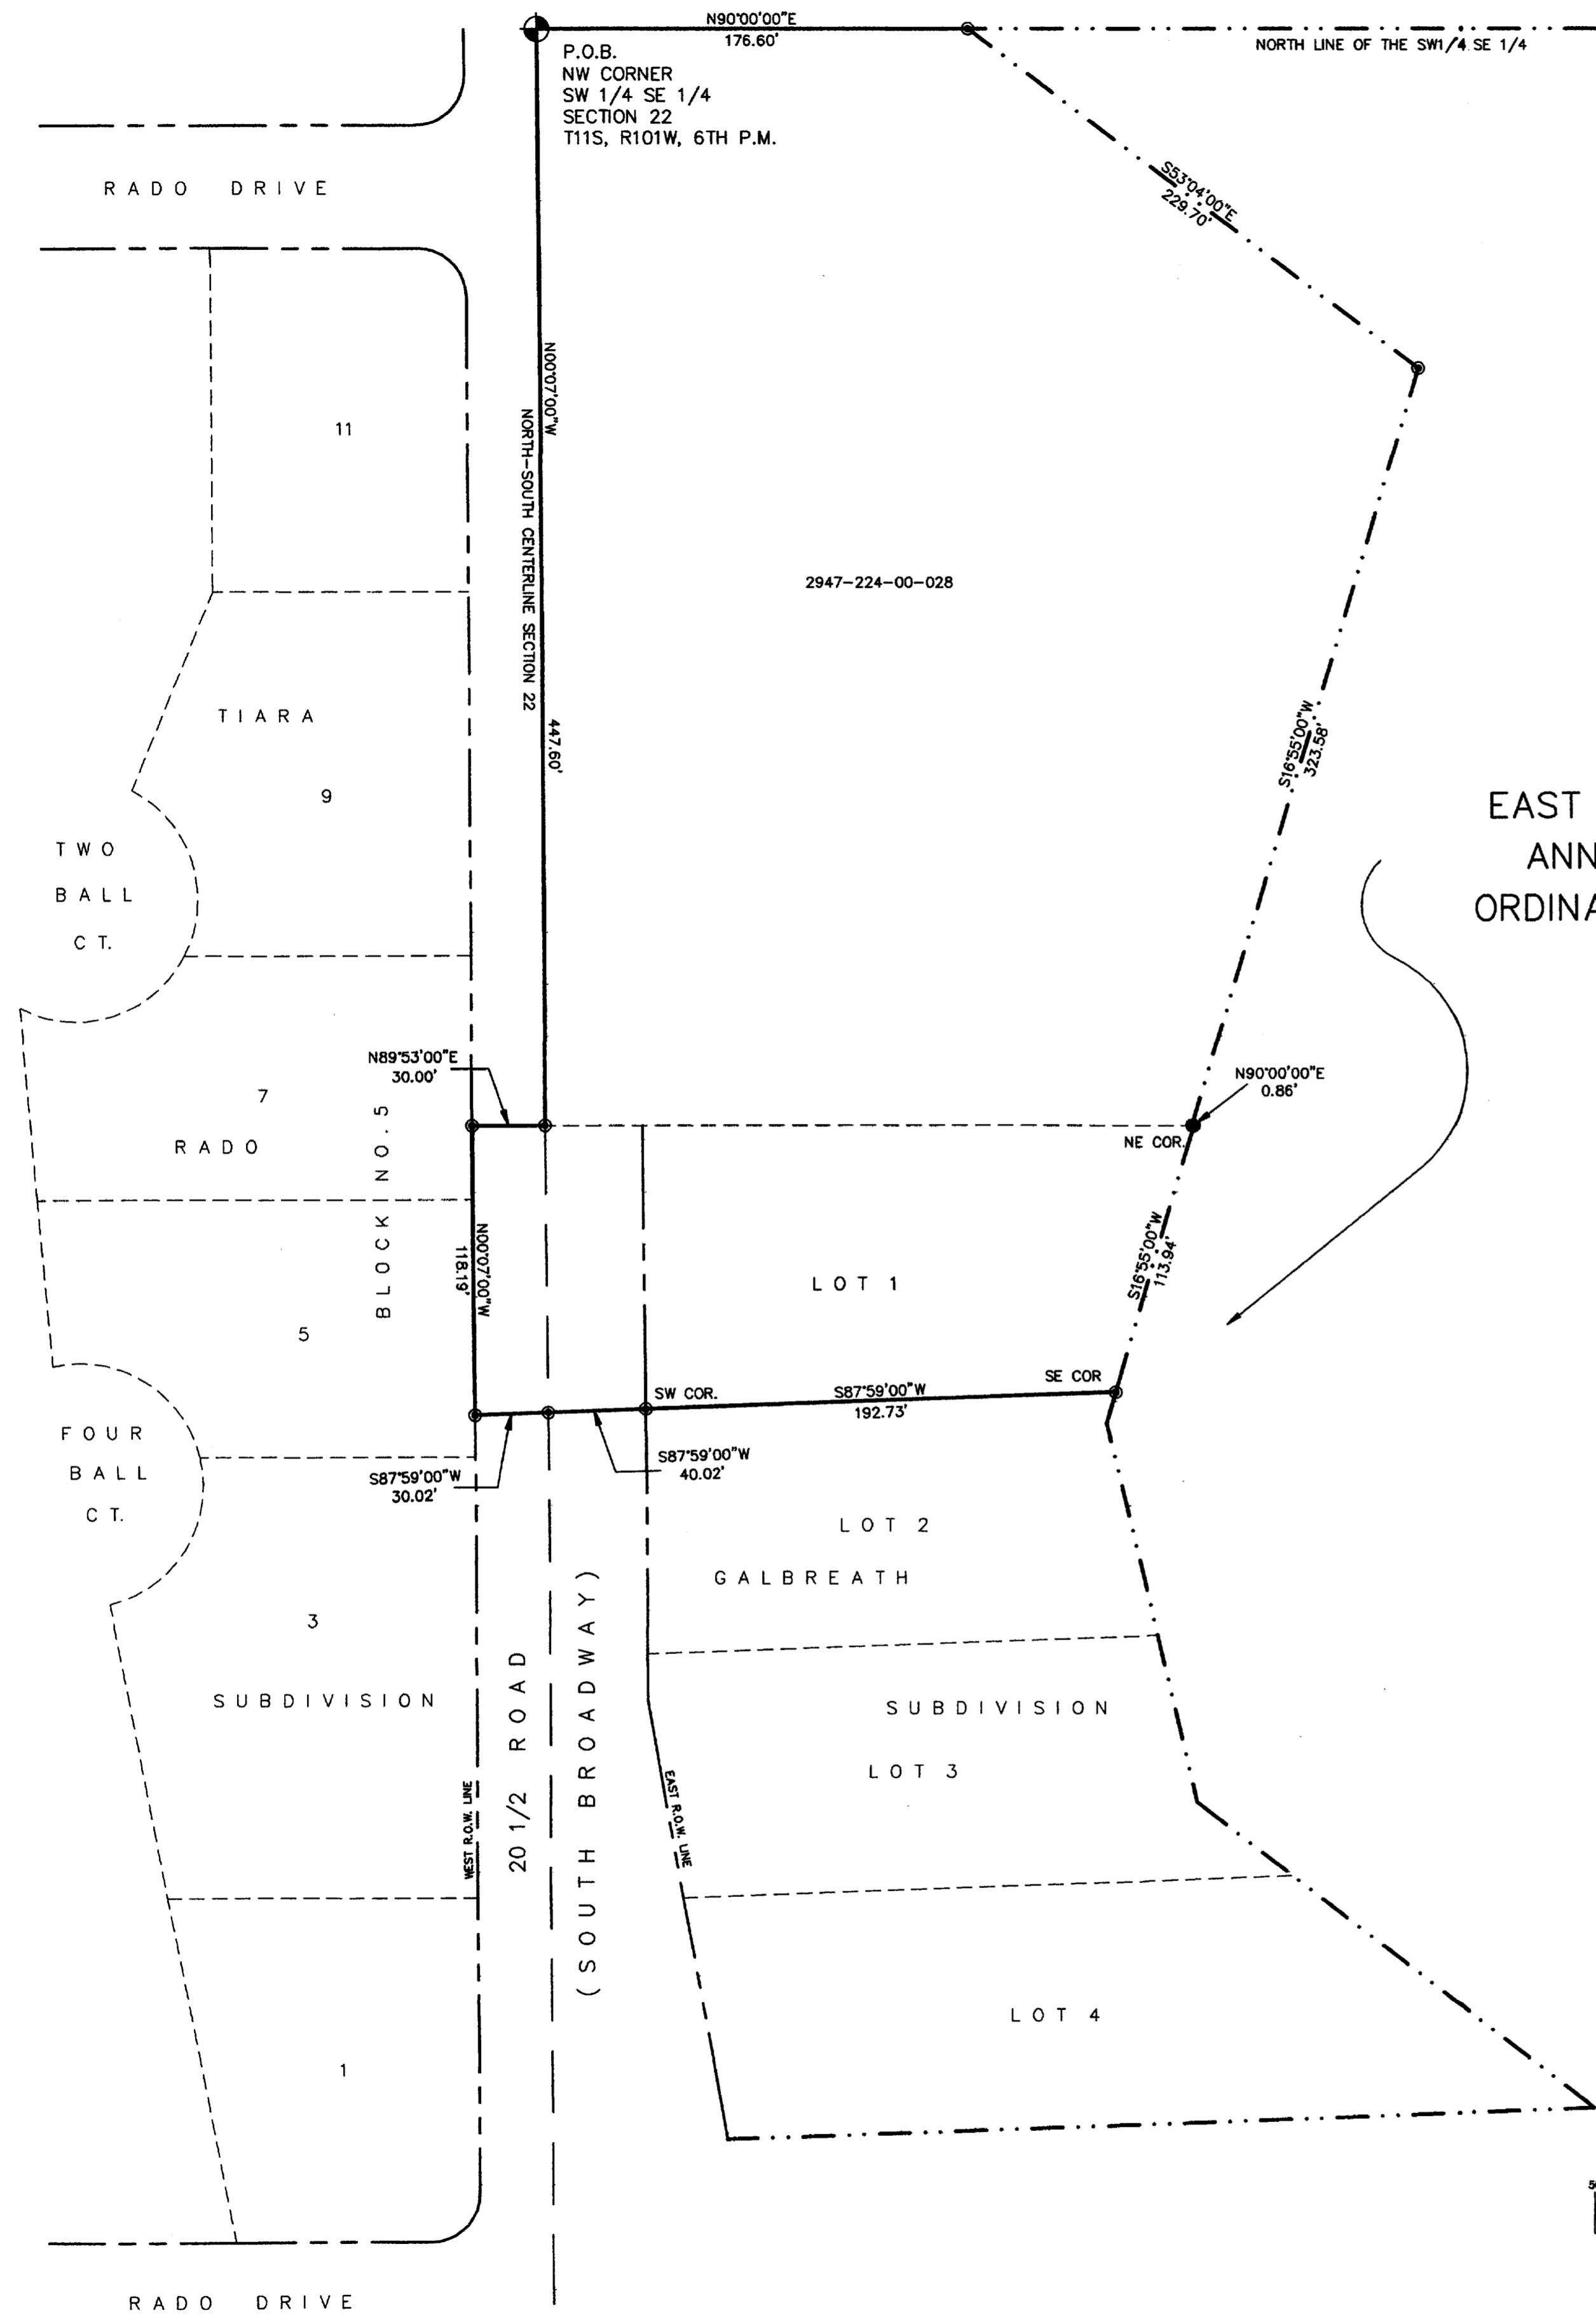 N90°00'00"E
176.60'
NORTH LINE OF THE SW1/4 SE 1/4
P.O.B.
NW CORNER
SW 1/4 SE 1/4
SECTION 22
T11S, R101W, 6TH P.M.
RADO DRIVE
S53°04'00"E
229.70'
N00°07'00"W
447.60'
NORTH-SOUTH CENTERLINE SECTION 22
11
2947-224-00-028
TIARA
9
S16°55'00"W
323.58'
EAST
ANN
ORDINA
TWO
BALL
CT.
N89°53'00"E
30.00'
N90°00'00"E
0.86'
7
RADO
BLOCK NO. 5
NE COR.
N00°07'00"W
118.19'
S16°55'00"W
113.94'
LOT 1
5
SE COR
SW COR.
S87°59'00"W
192.73'
FOUR
BALL
CT.
S87°59'00"W
30.02'
S87°59'00"W
40.02'
LOT 2
GALBREATH
3
SUBDIVISION
SUBDIVISION
LOT 3
20 1/2 ROAD
(SOUTH BROADWAY)
WEST R.O.W. LINE
EAST R.O.W. LINE
LOT 4
1
RADO DRIVE